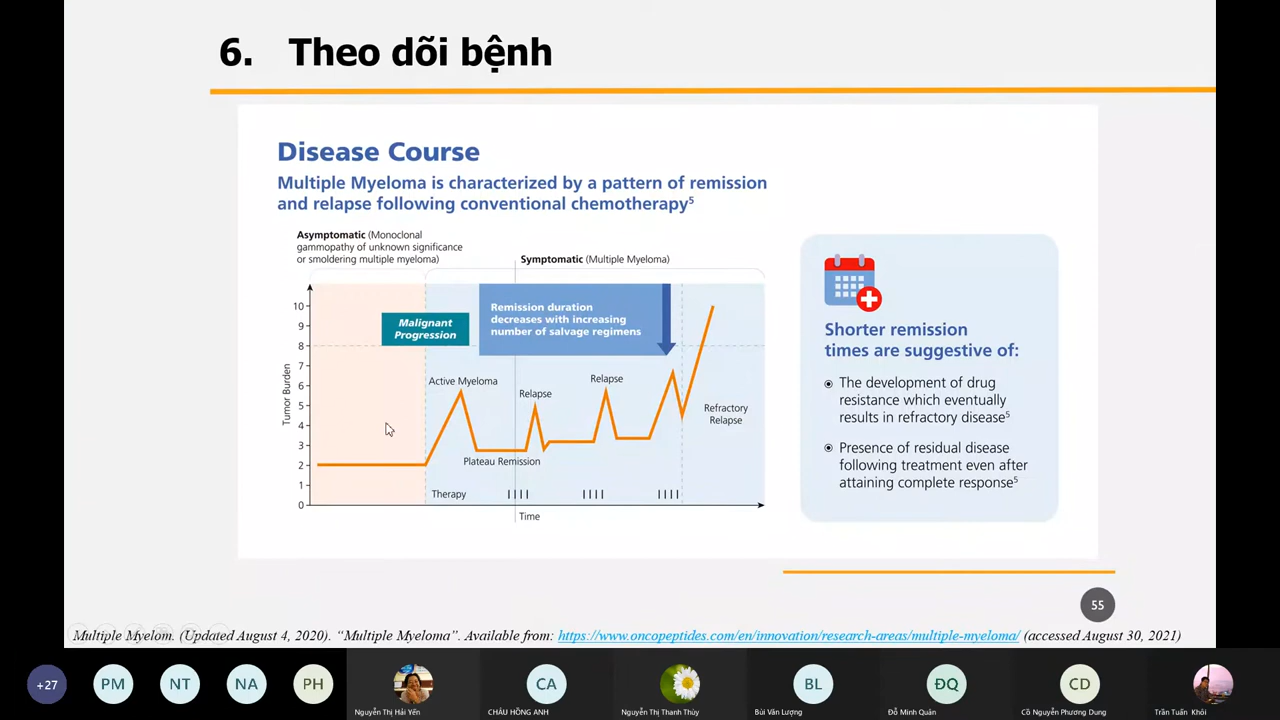 6. Theo dõi bệnh
Disease Course
Multiple Myeloma is characterized by a pattern of remission
and relapse following conventional chemotherapy⁵
Asymptomatic (Monoclonal
gammopathy of unknown significance
or smoldering multiple myeloma)
Symptomatic (Multiple Myeloma)
Tumor Burden
10
9
8
7
6
5
4
3
2
1
0
Malignant
Progression
Remission duration
decreases with increasing
number of salvage regimens
Active Myeloma
Relapse
Relapse
Refractory
Relapse
Plateau Remission
Therapy
Time
Shorter remission
times are suggestive of:
The development of drug
resistance which eventually
results in refractory disease⁵
Presence of residual disease
following treatment even after
attaining complete response⁵
55
Multiple Myelom. (Updated August 4, 2020). “Multiple Myeloma”. Available from: https://www.oncopeptides.com/en/innovation/research-areas/multiple-myeloma/ (accessed August 30, 2021)
+27
PM
NT
NA
PH
Nguyễn Thị Hải Yến
CA
CHÂU HỒNG ANH
Nguyễn Thị Thanh Thùy
BL
Bùi Văn Lượng
ĐQ
Đỗ Minh Quân
CD
Cồ Nguyễn Phương Dung
Trần Tuấn Khôi